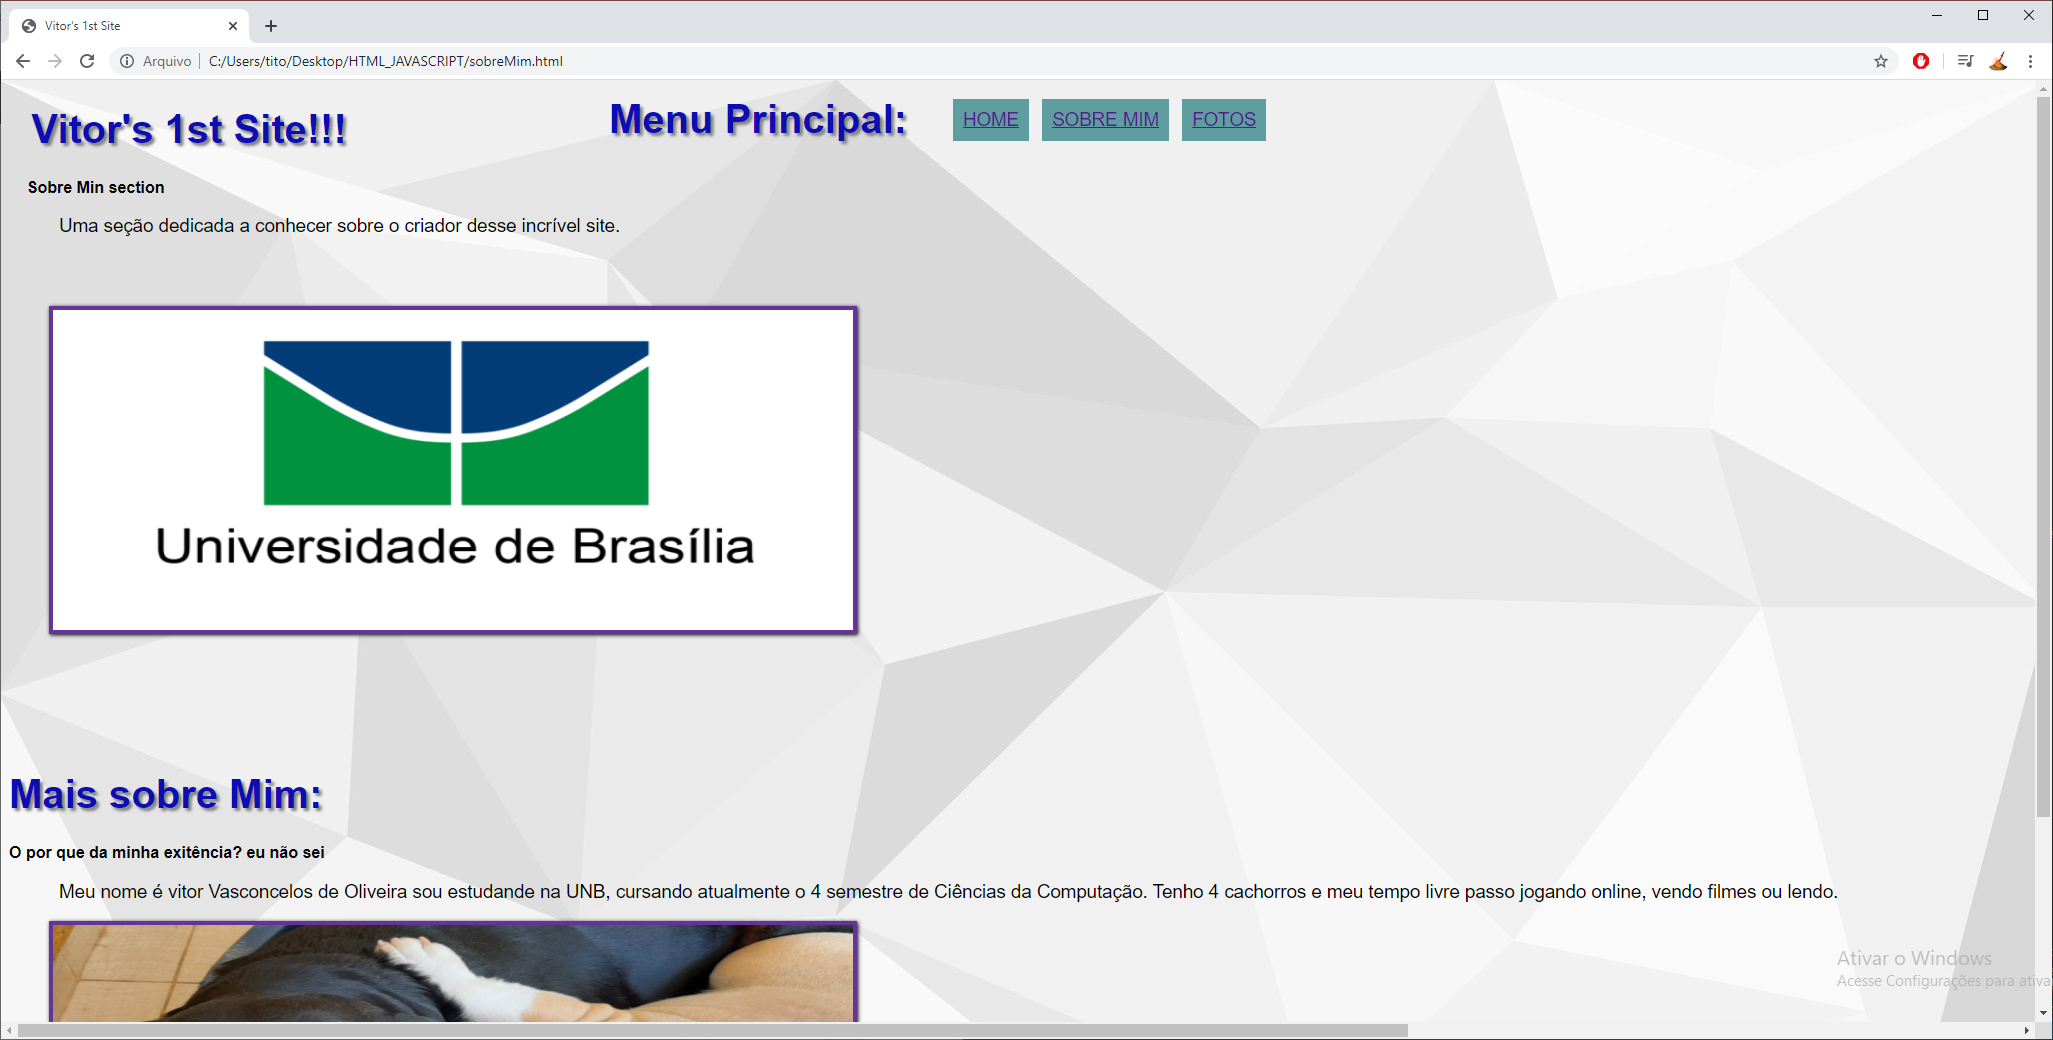 Vitor's 1st Site
Arquivo | C:/Users/tito/Desktop/HTML_JAVASCRIPT/sobreMim.html
Vitor's 1st Site!!!
Menu Principal:
HOME
SOBRE MIM
FOTOS
Sobre Min section
Uma seção dedicada a conhecer sobre o criador desse incrível site.
Universidade de Brasília
Mais sobre Mim:
O por que da minha exitência? eu não sei
Meu nome é vitor Vasconcelos de Oliveira sou estudande na UNB, cursando atualmente o 4 semestre de Ciências da Computação. Tenho 4 cachorros e meu tempo livre passo jogando online, vendo filmes ou lendo.
Ativar o Windows
Acesse Configurações para ativa